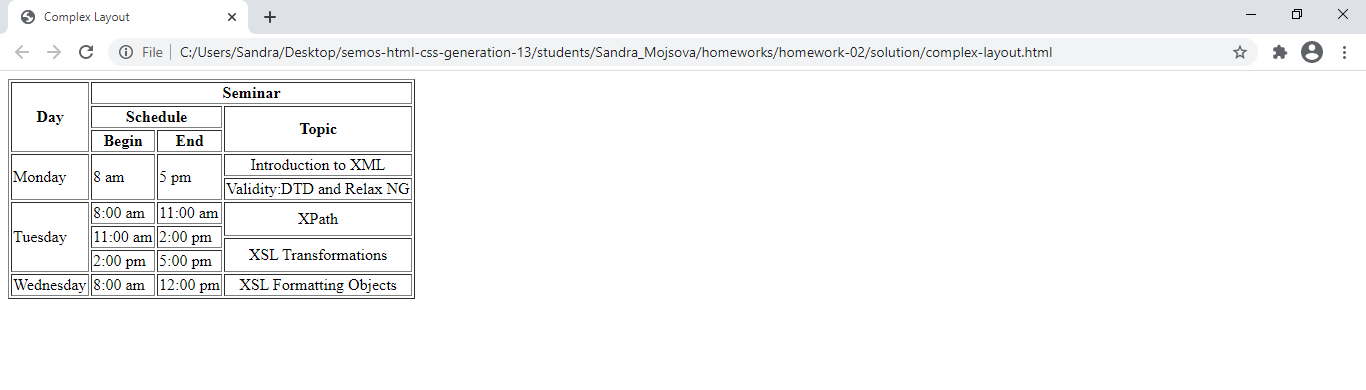 Complex Layout
File | C:/Users/Sandra/Desktop/semos-html-css-generation-13/students/Sandra_Mojsova/homeworks/homework-02/solution/complex-layout.html
Day Seminar
Schedule Topic
Begin End
Monday 8 am 5 pm Introduction to XML
Validity:DTD and Relax NG
Tuesday 8:00 am 11:00 am XPath
11:00 am 2:00 pm
2:00 pm 5:00 pm XSL Transformations
Wednesday 8:00 am 12:00 pm XSL Formatting Objects